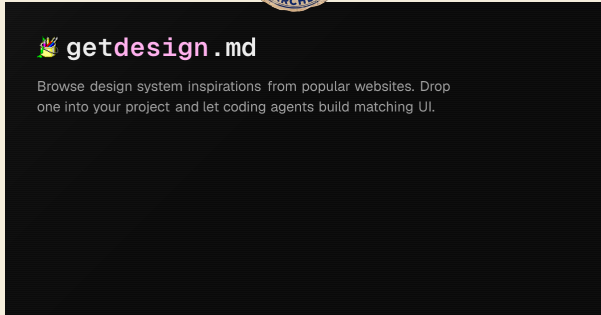 getdesign.md
Browse design system inspirations from popular websites. Drop
one into your project and let coding agents build matching UI.